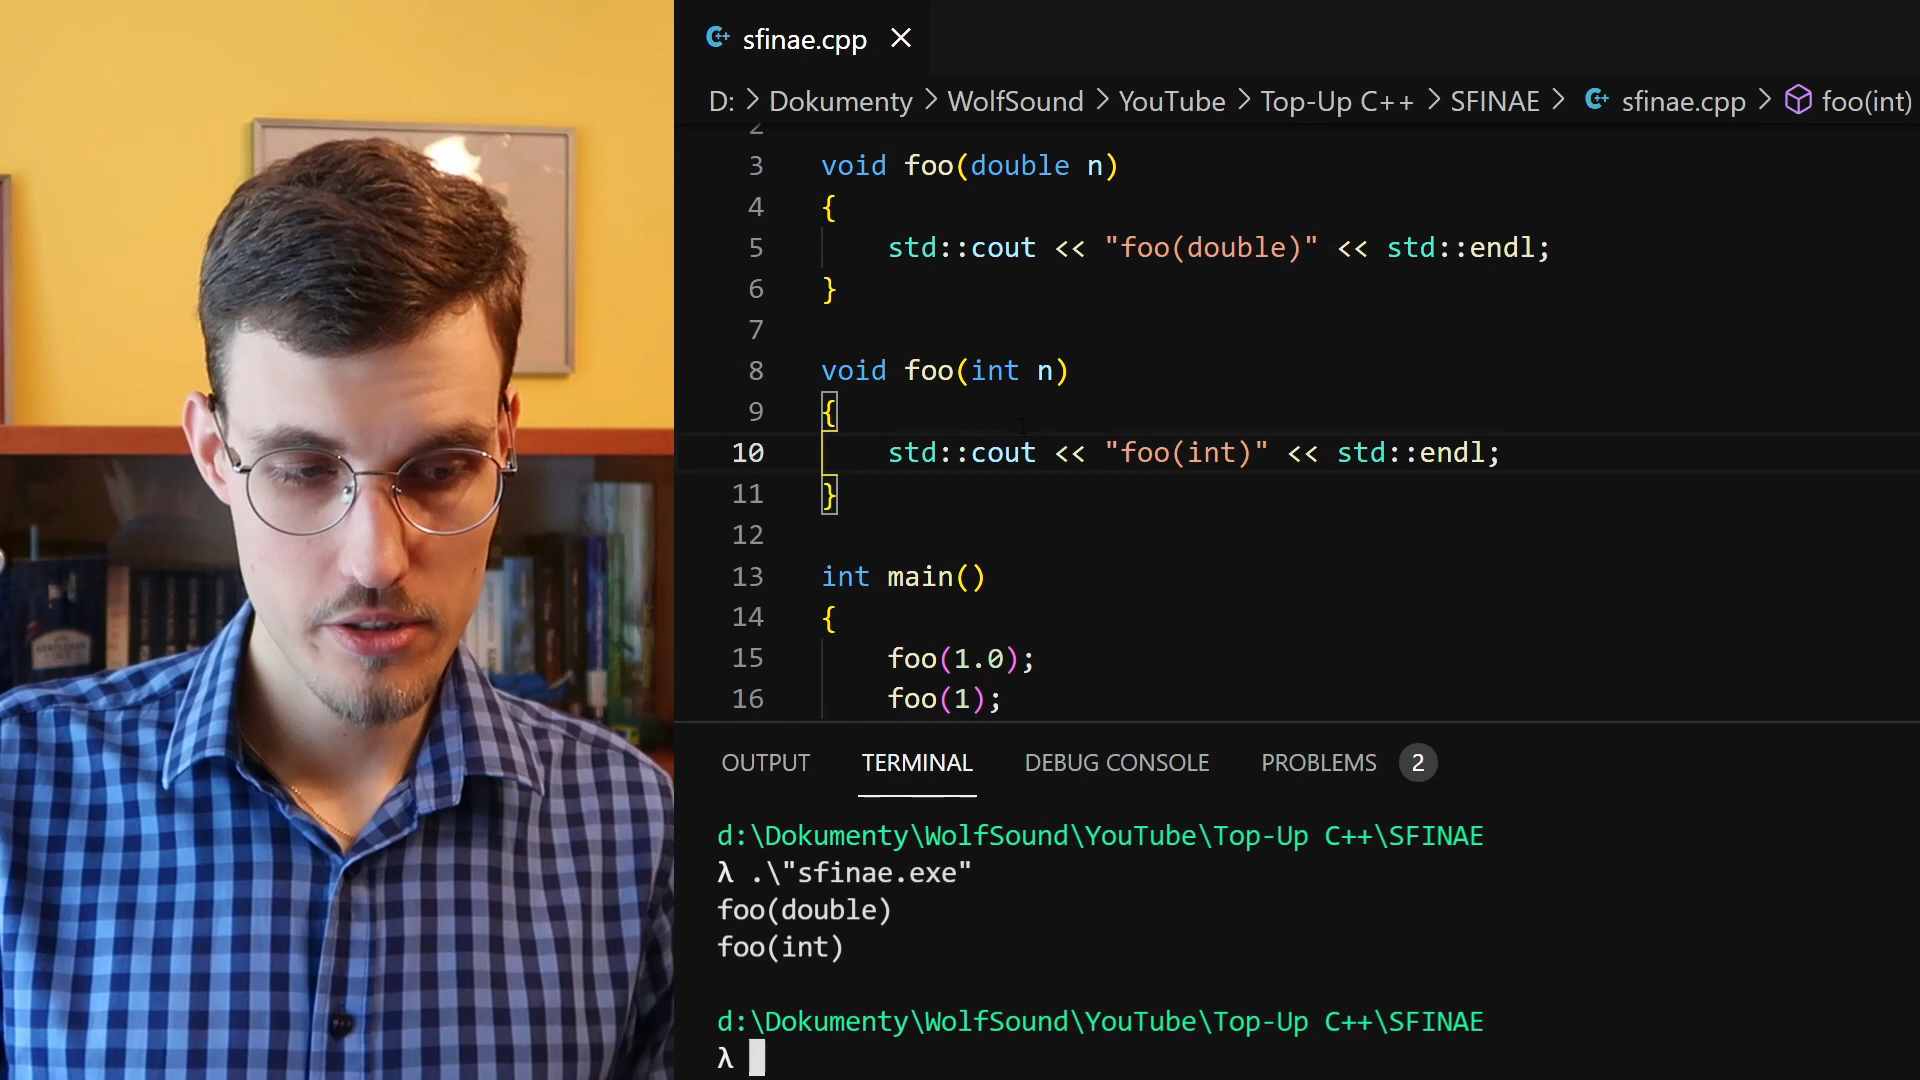 sfinae.cpp
D: > Dokumenty > WolfSound > YouTube > Top-Up C++ > SFINAE > sfinae.cpp > foo(int)
2
3 void foo(double n)
4 {
5 std::cout << "foo(double)" << std::endl;
6 }
7
8 void foo(int n)
9 {
10 std::cout << "foo(int)" << std::endl;
11 }
12
13 int main()
14 {
15 foo(1.0);
16 foo(1);
OUTPUT TERMINAL DEBUG CONSOLE PROBLEMS 2
d:\Dokumenty\WolfSound\YouTube\Top-Up C++\SFINAE
λ .\"sfinae.exe"
foo(double)
foo(int)
d:\Dokumenty\WolfSound\YouTube\Top-Up C++\SFINAE
λ
GENTLEMAN